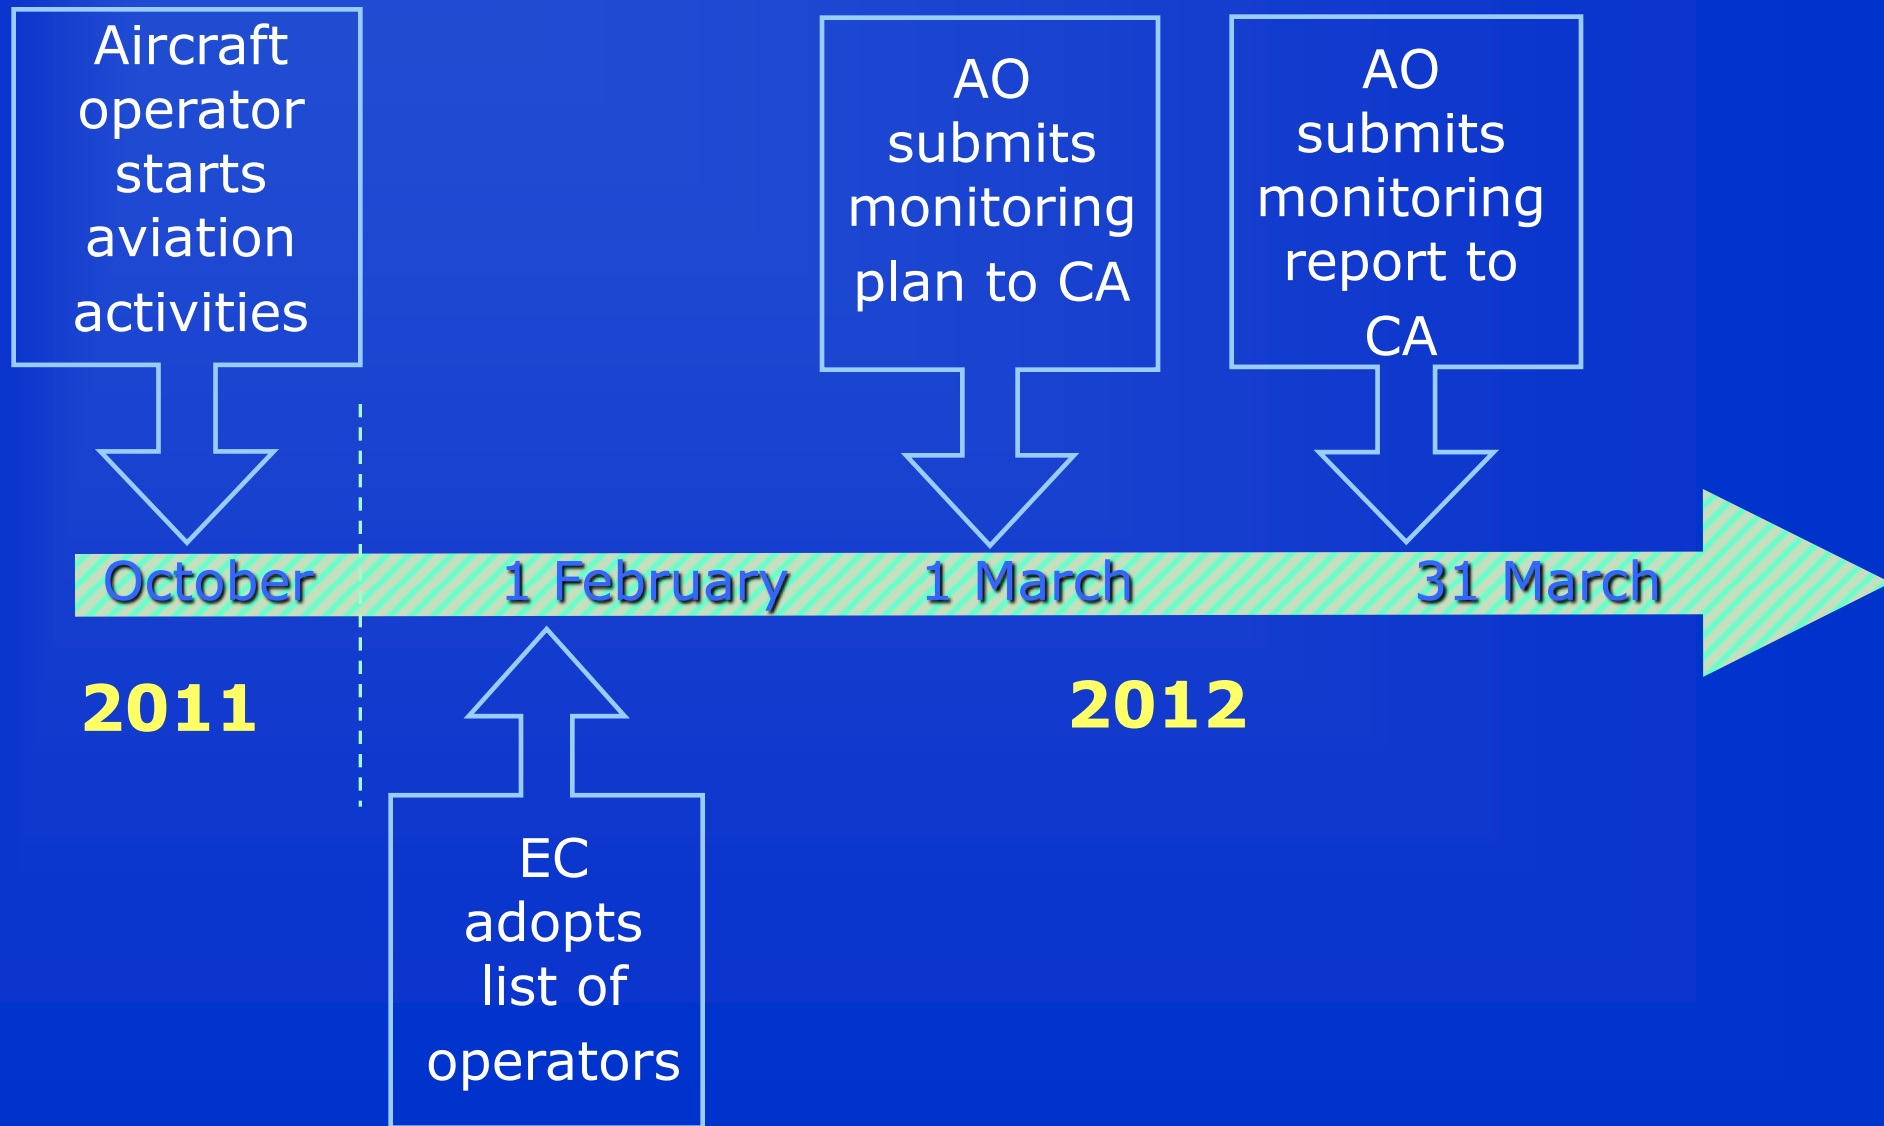 Aircraft
operator
starts
aviation
activities
AO
submits
monitoring
plan to CA
AO
submits
monitoring
report to
CA
October
1 February
1 March
31 March
2011
2012
EC
adopts
list of
operators